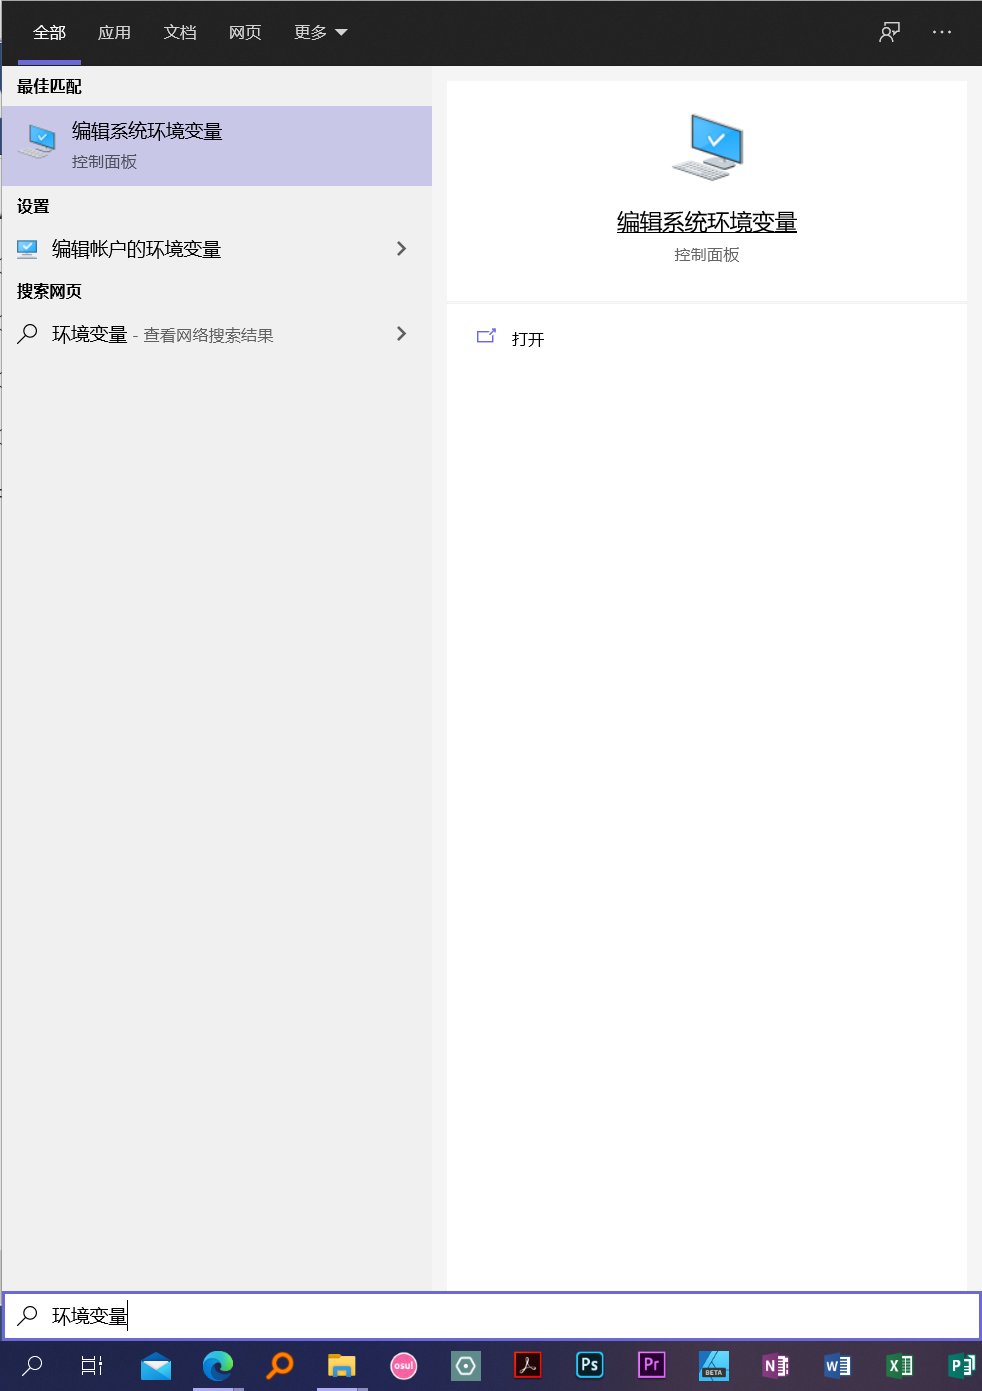 全部 应用 文档 网页 更多
最佳匹配
编辑系统环境变量
控制面板
设置
编辑帐户的环境变量
搜索网页
环境变量 - 查看网络搜索结果
编辑系统环境变量
控制面板
打开
环境变量
osu! Ps Pr BETA N W X P